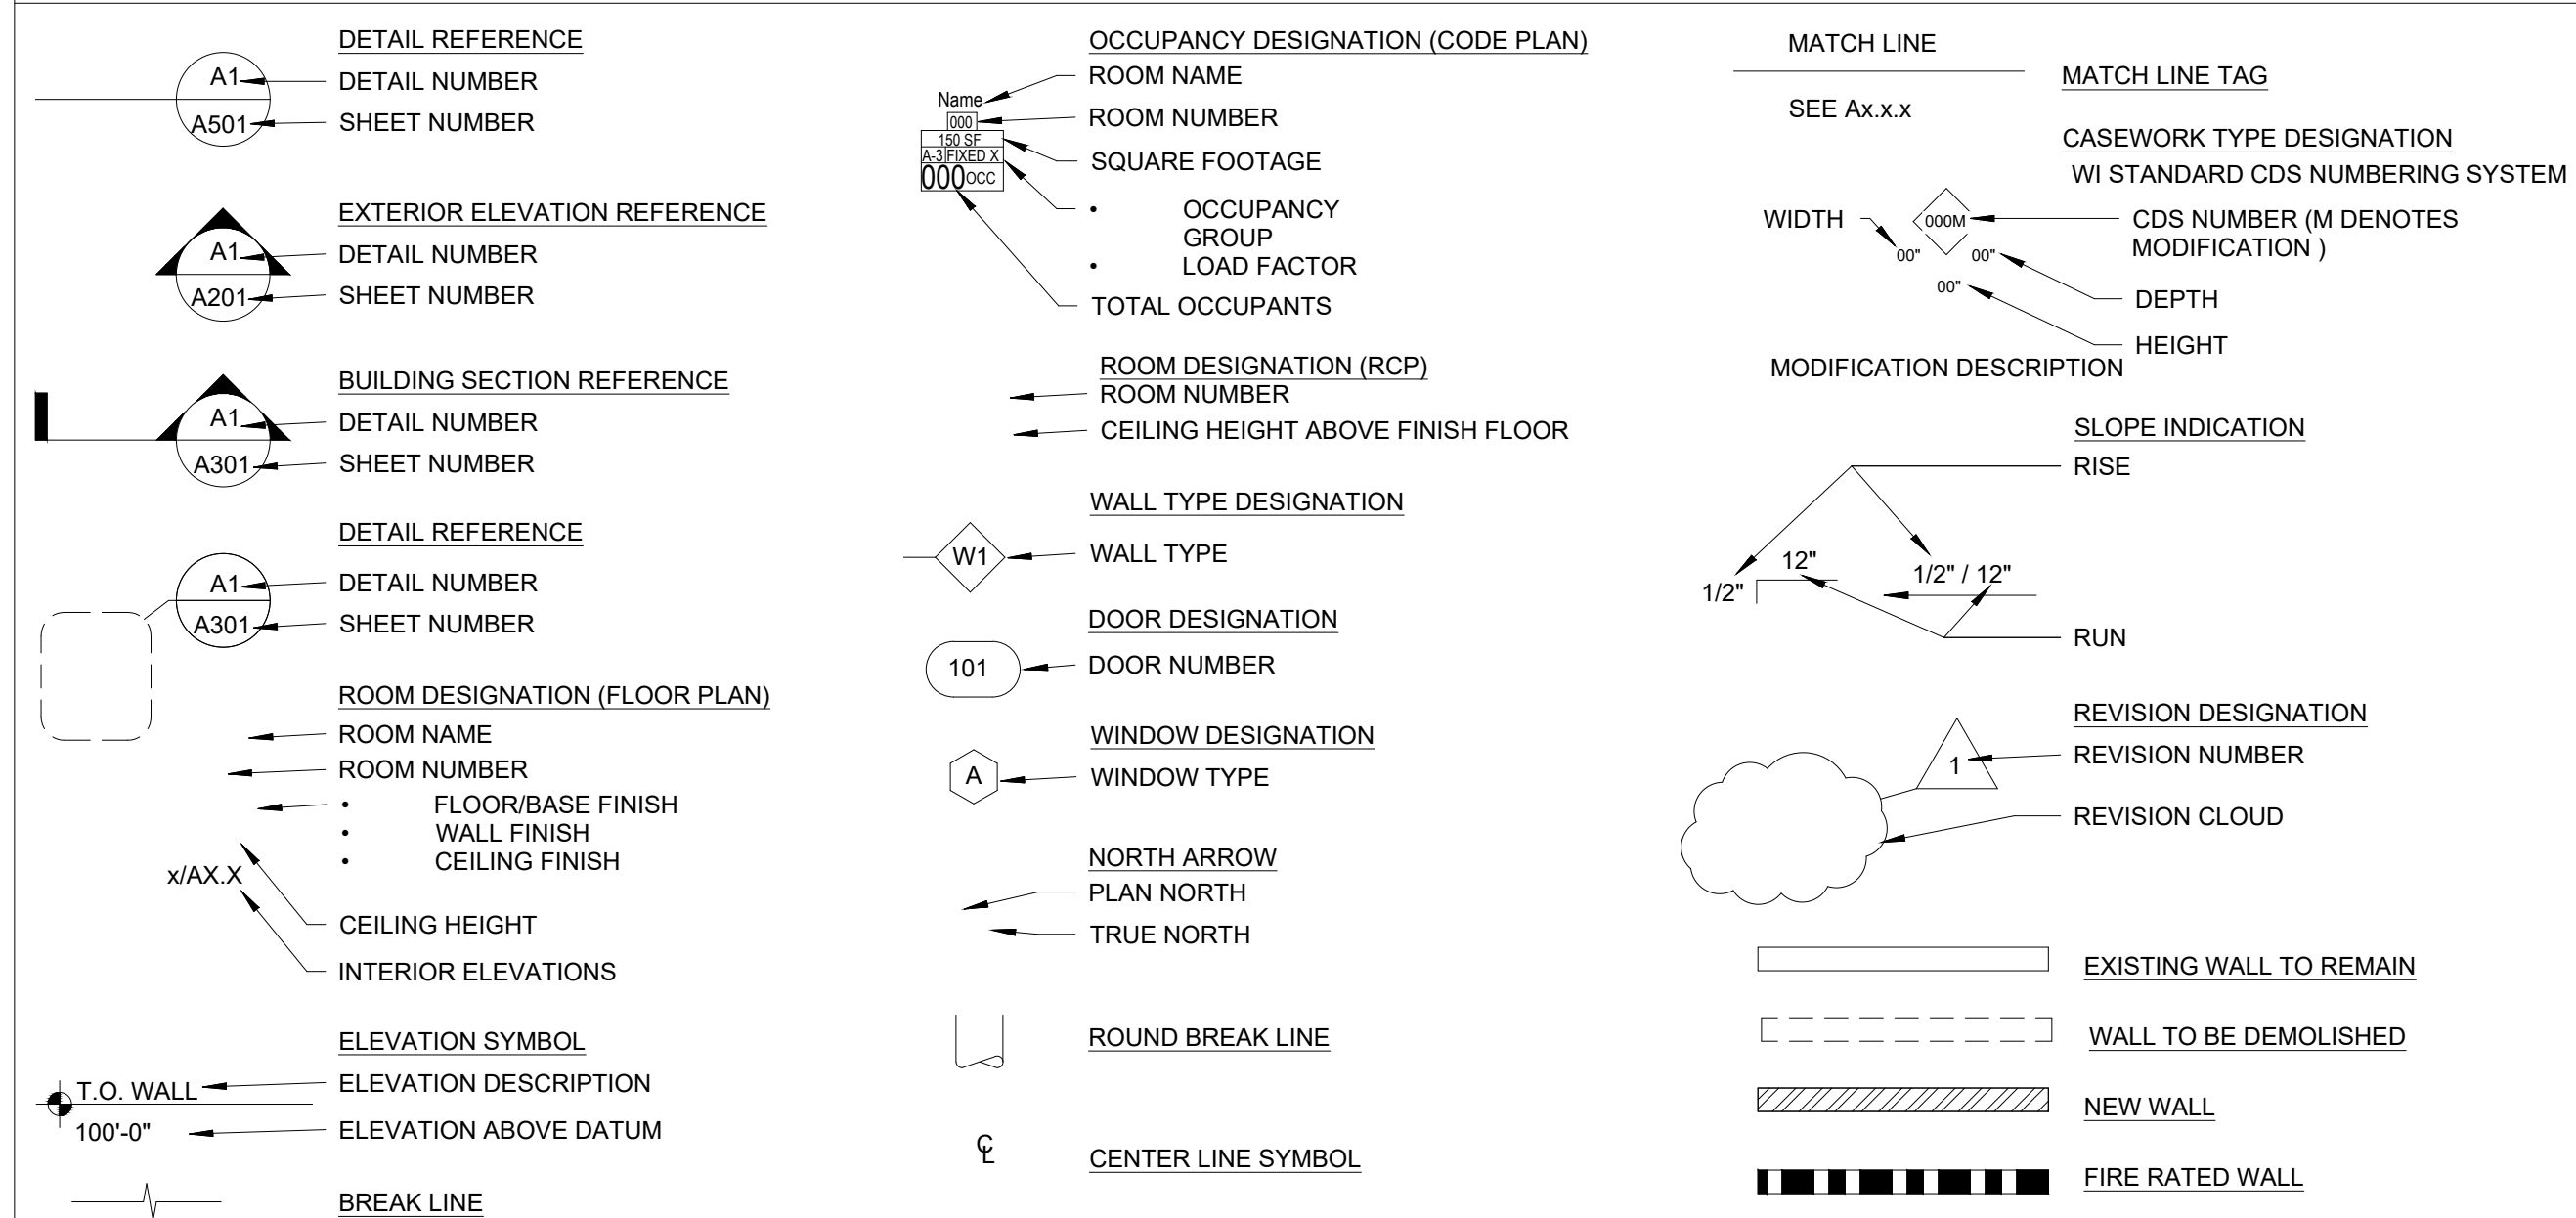 DETAIL REFERENCE
A1
DETAIL NUMBER
A501
SHEET NUMBER
EXTERIOR ELEVATION REFERENCE
A1
DETAIL NUMBER
A201
SHEET NUMBER
BUILDING SECTION REFERENCE
A1
DETAIL NUMBER
A301
SHEET NUMBER
DETAIL REFERENCE
A1
DETAIL NUMBER
A301
SHEET NUMBER
ROOM DESIGNATION (FLOOR PLAN)
ROOM NAME
ROOM NUMBER
• FLOOR/BASE FINISH
• WALL FINISH
• CEILING FINISH
x/AX.X
CEILING HEIGHT
INTERIOR ELEVATIONS
ELEVATION SYMBOL
T.O. WALL
ELEVATION DESCRIPTION
100'-0"
ELEVATION ABOVE DATUM
BREAK LINE
OCCUPANCY DESIGNATION (CODE PLAN)
ROOM NAME
Name
000
ROOM NUMBER
150 SF
A-3 FIXED X
SQUARE FOOTAGE
000 OCC
• OCCUPANCY
GROUP
• LOAD FACTOR
TOTAL OCCUPANTS
ROOM DESIGNATION (RCP)
ROOM NUMBER
CEILING HEIGHT ABOVE FINISH FLOOR
WALL TYPE DESIGNATION
W1
WALL TYPE
DOOR DESIGNATION
101
DOOR NUMBER
WINDOW DESIGNATION
A
WINDOW TYPE
NORTH ARROW
PLAN NORTH
TRUE NORTH
ROUND BREAK LINE
℄
CENTER LINE SYMBOL
MATCH LINE
MATCH LINE TAG
SEE Ax.x.x
CASEWORK TYPE DESIGNATION
WI STANDARD CDS NUMBERING SYSTEM
WIDTH
000M
CDS NUMBER (M DENOTES
MODIFICATION )
00"
00"
00"
DEPTH
HEIGHT
MODIFICATION DESCRIPTION
SLOPE INDICATION
RISE
12"
1/2"
1/2" / 12"
RUN
REVISION DESIGNATION
1
REVISION NUMBER
REVISION CLOUD
EXISTING WALL TO REMAIN
WALL TO BE DEMOLISHED
NEW WALL
FIRE RATED WALL